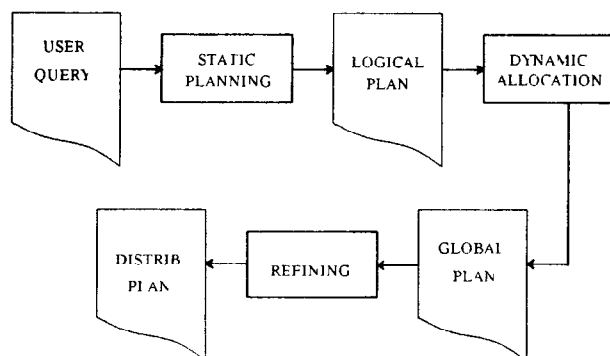 USER
QUERY
STATIC
PLANNING
LOGICAL
PLAN
DYNAMIC
ALLOCATION
DISTRIB
PLAN
REFINING
GLOBAL
PLAN